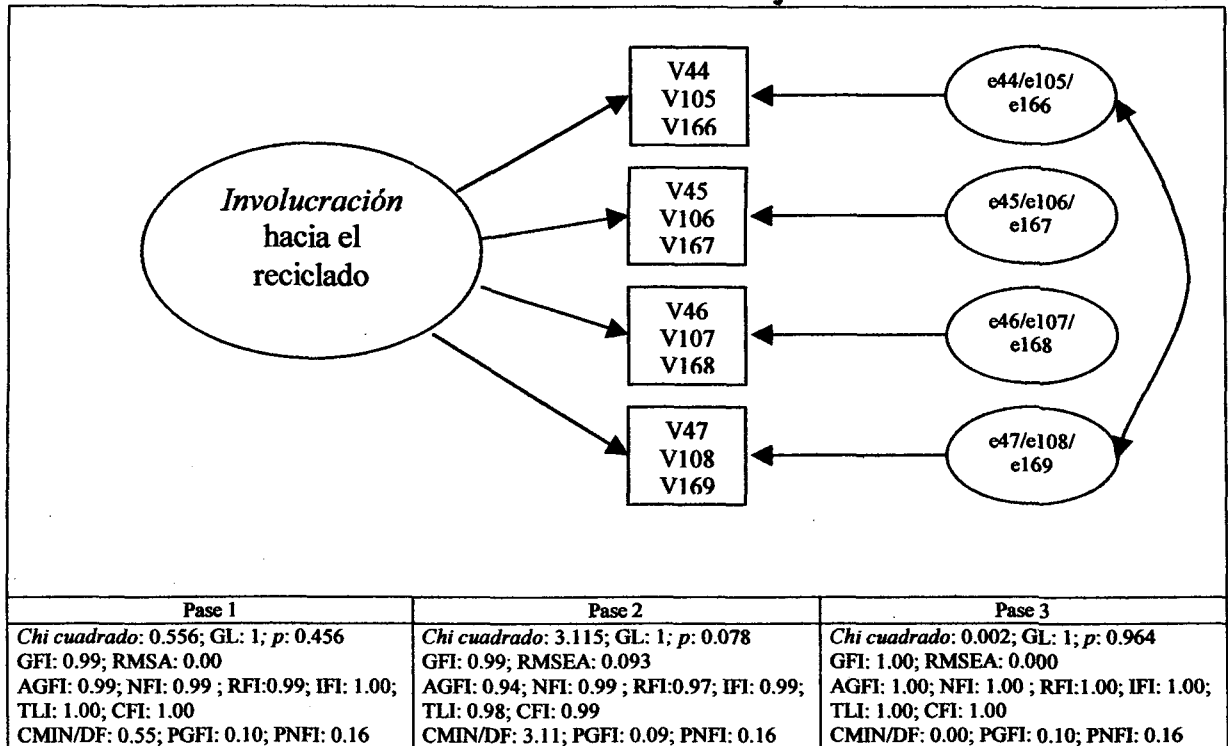 V44
V105
V166
e44/e105/
e166
Involucración
hacia el
reciclado
V45
V106
V167
e45/e106/
e167
V46
V107
V168
e46/e107/
e168
V47
V108
V169
e47/e108/
e169
Pase 1
Chi cuadrado: 0.556; GL: 1; p: 0.456
GFI: 0.99; RMSA: 0.00
AGFI: 0.99; NFI: 0.99 ; RFI:0.99; IFI: 1.00;
TLI: 1.00; CFI: 1.00
CMIN/DF: 0.55; PGFI: 0.10; PNFI: 0.16
Pase 2
Chi cuadrado: 3.115; GL: 1; p: 0.078
GFI: 0.99; RMSEA: 0.093
AGFI: 0.94; NFI: 0.99 ; RFI:0.97; IFI: 0.99;
TLI: 0.98; CFI: 0.99
CMIN/DF: 3.11; PGFI: 0.09; PNFI: 0.16
Pase 3
Chi cuadrado: 0.002; GL: 1; p: 0.964
GFI: 1.00; RMSEA: 0.000
AGFI: 1.00; NFI: 1.00 ; RFI:1.00; IFI: 1.00;
TLI: 1.00; CFI: 1.00
CMIN/DF: 0.00; PGFI: 0.10; PNFI: 0.16